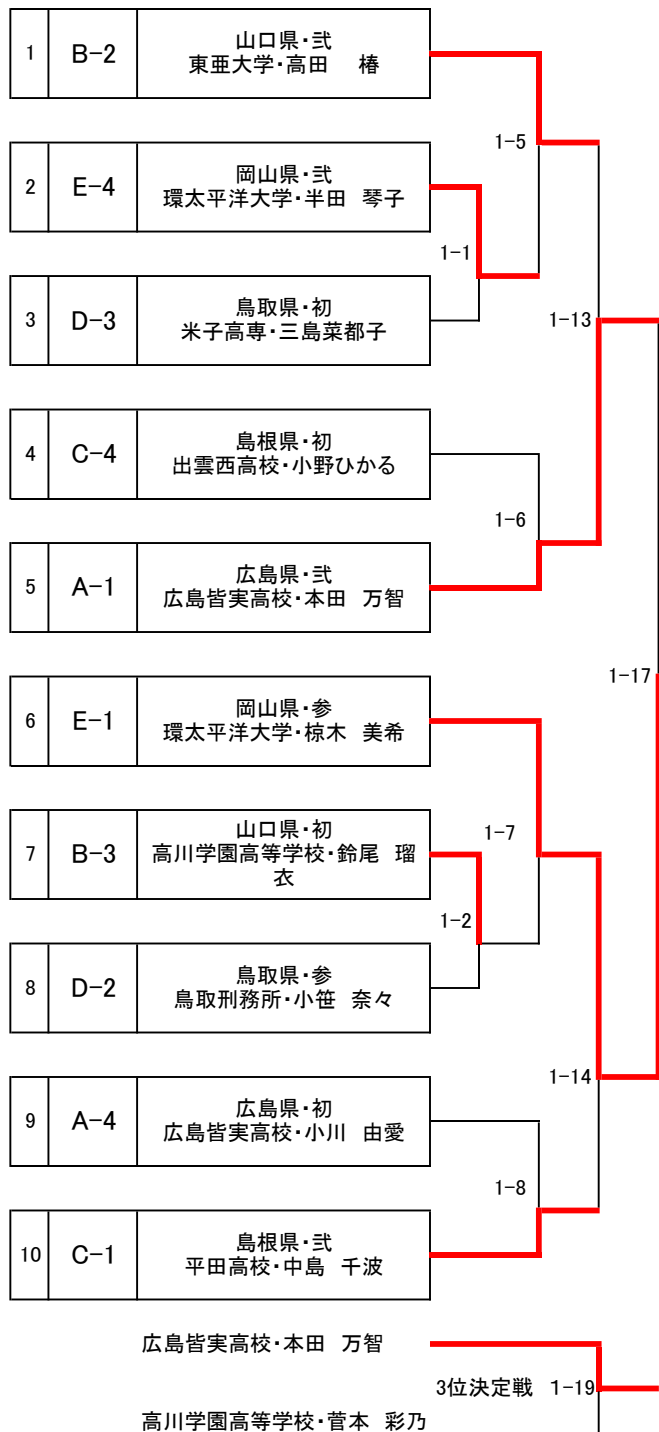 1 B-2 山口県・弐
東亜大学・高田 椿
1-5
2 E-4 岡山県・弐
環太平洋大学・半田 琴子
1-1
3 D-3 鳥取県・初
米子高専・三島菜都子
1-13
4 C-4 島根県・初
出雲西高校・小野ひかる
1-6
5 A-1 広島県・弐
広島皆実高校・本田 万智
1-17
6 E-1 岡山県・参
環太平洋大学・椋木 美希
1-7
7 B-3 山口県・初
高川学園高等学校・鈴尾 瑠
衣
1-2
8 D-2 鳥取県・参
鳥取刑務所・小笹 奈々
1-14
9 A-4 広島県・初
広島皆実高校・小川 由愛
1-8
10 C-1 島根県・弐
平田高校・中島 千波
広島皆実高校・本田 万智
3位決定戦 1-19
高川学園高等学校・菅本 彩乃